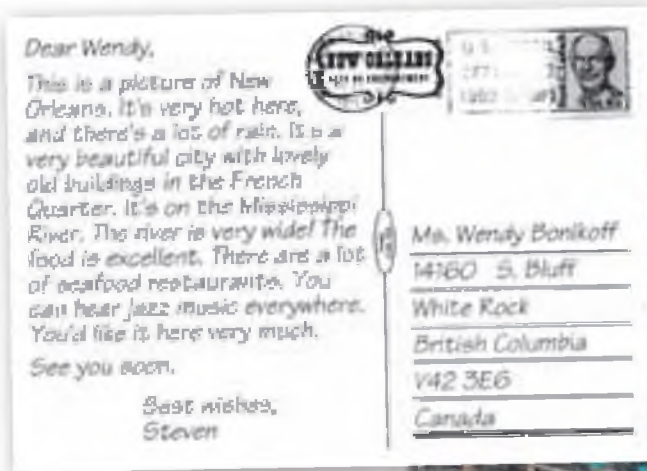 Dear Wendy,
This is a picture of New
Orleans. It's very hot here,
and there's a lot of rain. It's a
very beautiful city with lovely
old buildings in the French
Quarter. It's on the Mississippi
River. The river is very wide! The
food is excellent. There are a lot
of seafood restaurants. You
can hear jazz music everywhere.
You'd like it here very much.
See you soon.
Best wishes,
Steven
NEW ORLEANS
Ms. Wendy Bonikoff
14160 S. Bluff
White Rock
British Columbia
V42 3E6
Canada